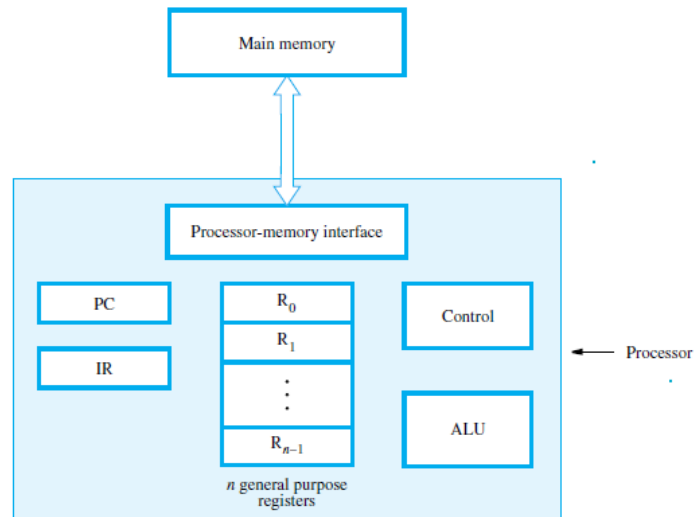 Main memory
Processor-memory interface
PC
R0
Control
R1
Processor
IR
ALU
Rn–1
n general purpose
registers